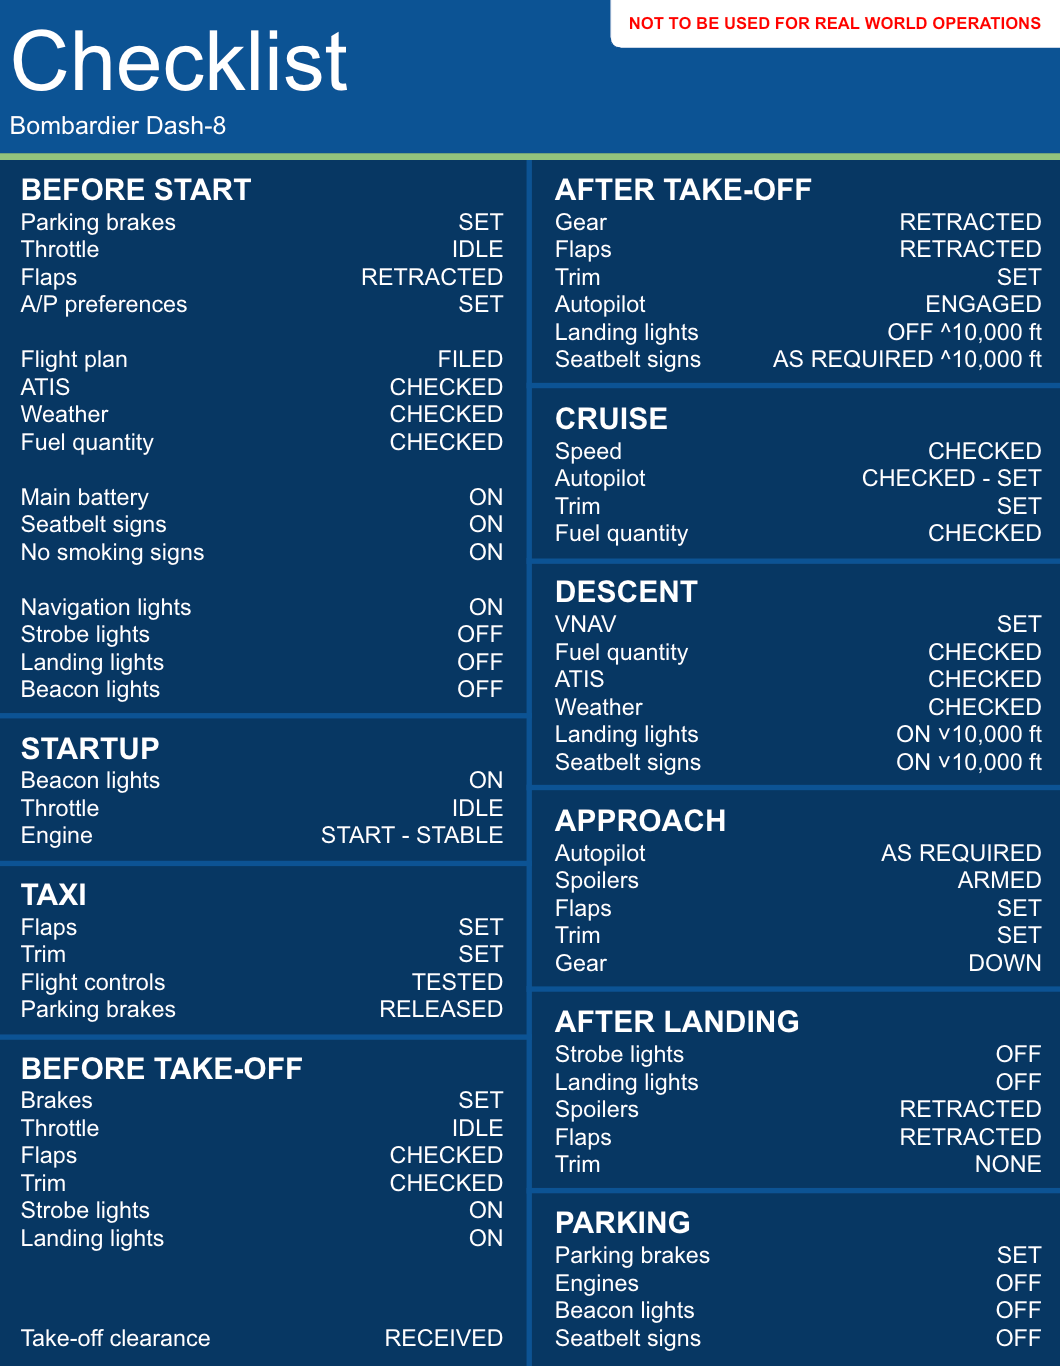 NOT TO BE USED FOR REAL WORLD OPERATIONS
Checklist
Bombardier Dash-8
BEFORE START
Parking brakes SET
Throttle IDLE
Flaps RETRACTED
A/P preferences SET
Flight plan FILED
ATIS CHECKED
Weather CHECKED
Fuel quantity CHECKED
Main battery ON
Seatbelt signs ON
No smoking signs ON
Navigation lights ON
Strobe lights OFF
Landing lights OFF
Beacon lights OFF
STARTUP
Beacon lights ON
Throttle IDLE
Engine START - STABLE
TAXI
Flaps SET
Trim SET
Flight controls TESTED
Parking brakes RELEASED
BEFORE TAKE-OFF
Brakes SET
Throttle IDLE
Flaps CHECKED
Trim CHECKED
Strobe lights ON
Landing lights ON
Take-off clearance RECEIVED
AFTER TAKE-OFF
Gear RETRACTED
Flaps RETRACTED
Trim SET
Autopilot ENGAGED
Landing lights OFF ^10,000 ft
Seatbelt signs AS REQUIRED ^10,000 ft
CRUISE
Speed CHECKED
Autopilot CHECKED - SET
Trim SET
Fuel quantity CHECKED
DESCENT
VNAV SET
Fuel quantity CHECKED
ATIS CHECKED
Weather CHECKED
Landing lights ON ˅10,000 ft
Seatbelt signs ON ˅10,000 ft
APPROACH
Autopilot AS REQUIRED
Spoilers ARMED
Flaps SET
Trim SET
Gear DOWN
AFTER LANDING
Strobe lights OFF
Landing lights OFF
Spoilers RETRACTED
Flaps RETRACTED
Trim NONE
PARKING
Parking brakes SET
Engines OFF
Beacon lights OFF
Seatbelt signs OFF